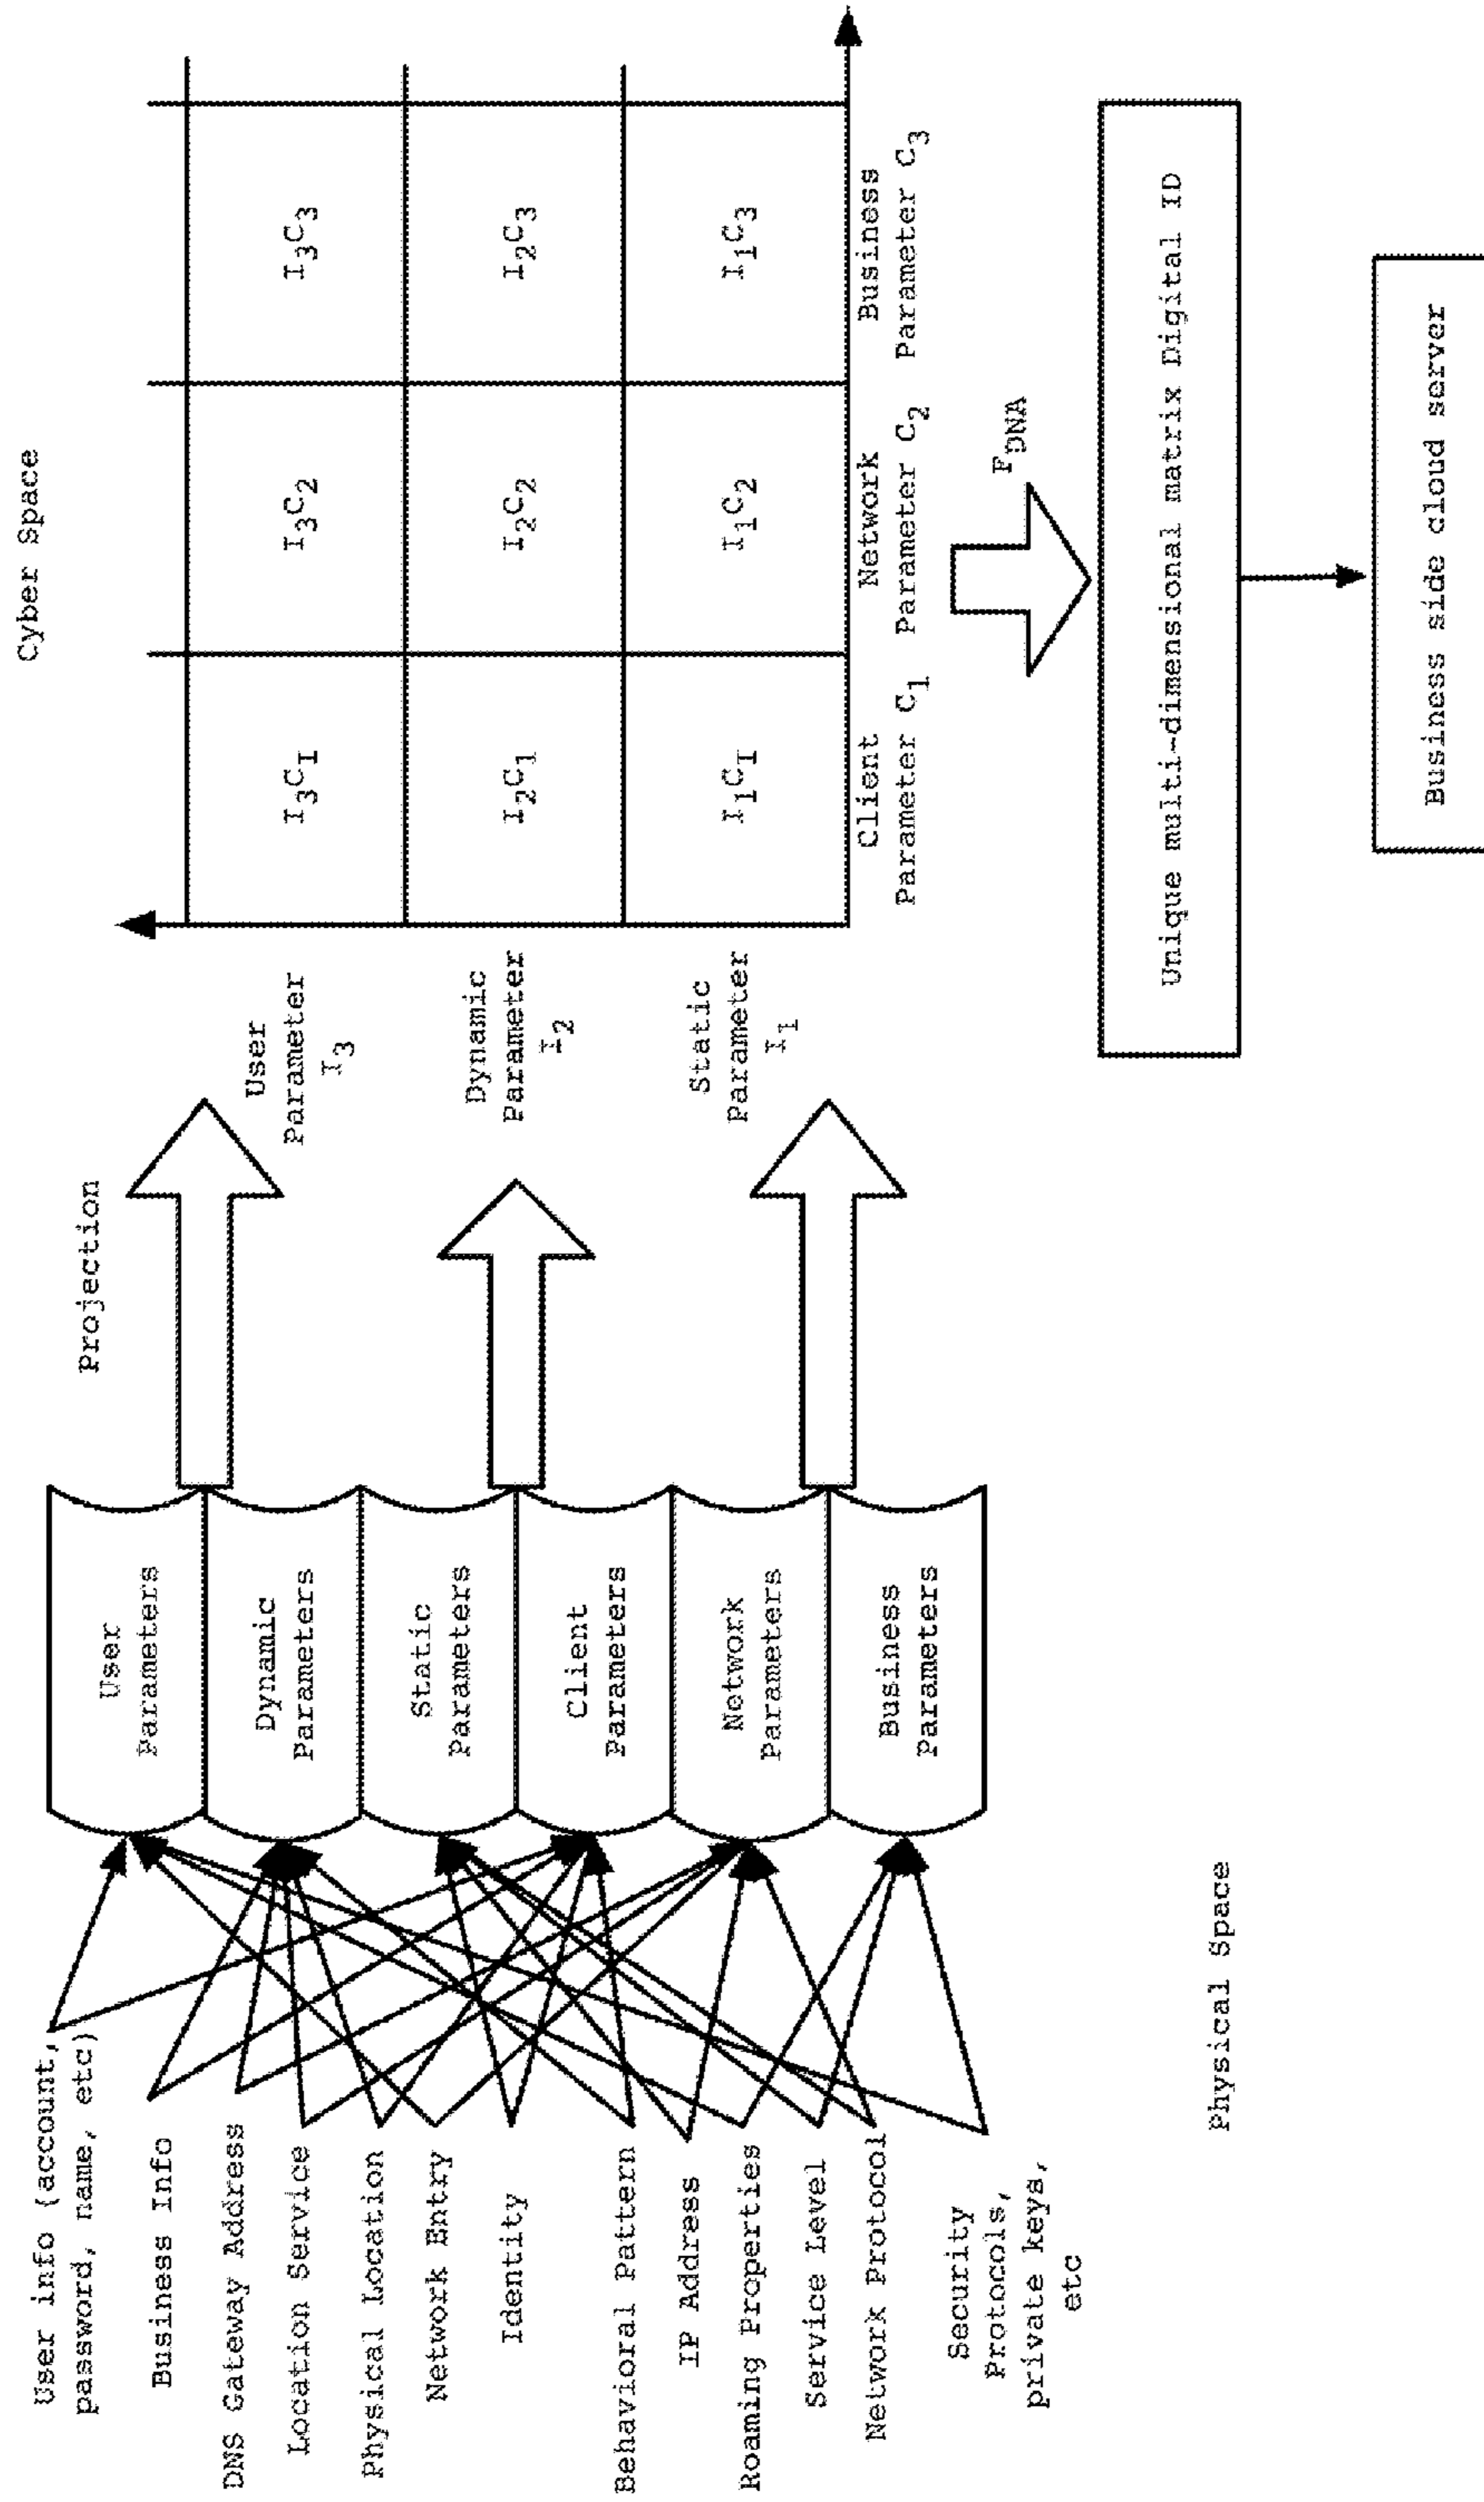 User info (account,
password, name, etc)
Business Info
DNS Gateway Address
Location Service
Physical Location
Network Entry
Identity
Behavioral Pattern
IP Address
Roaming Properties
Service Level
Network Protocol
Security
Protocols,
private keys,
etc
Physical Space
User
Parameters
Dynamic
Parameters
Static
Parameters
Client
Parameters
Network
Parameters
Business
Parameters
Projection
Cyber Space
User
Parameter
I3
Dynamic
Parameter
I2
Static
Parameter
I1
I3C1 I3C2 I3C3
I2C1 I2C2 I2C3
I1C1 I1C2 I1C3
Client Network Business
Parameter C1 Parameter C2 Parameter C3
FDNA
Unique multi-dimensional matrix Digital ID
Business side cloud server